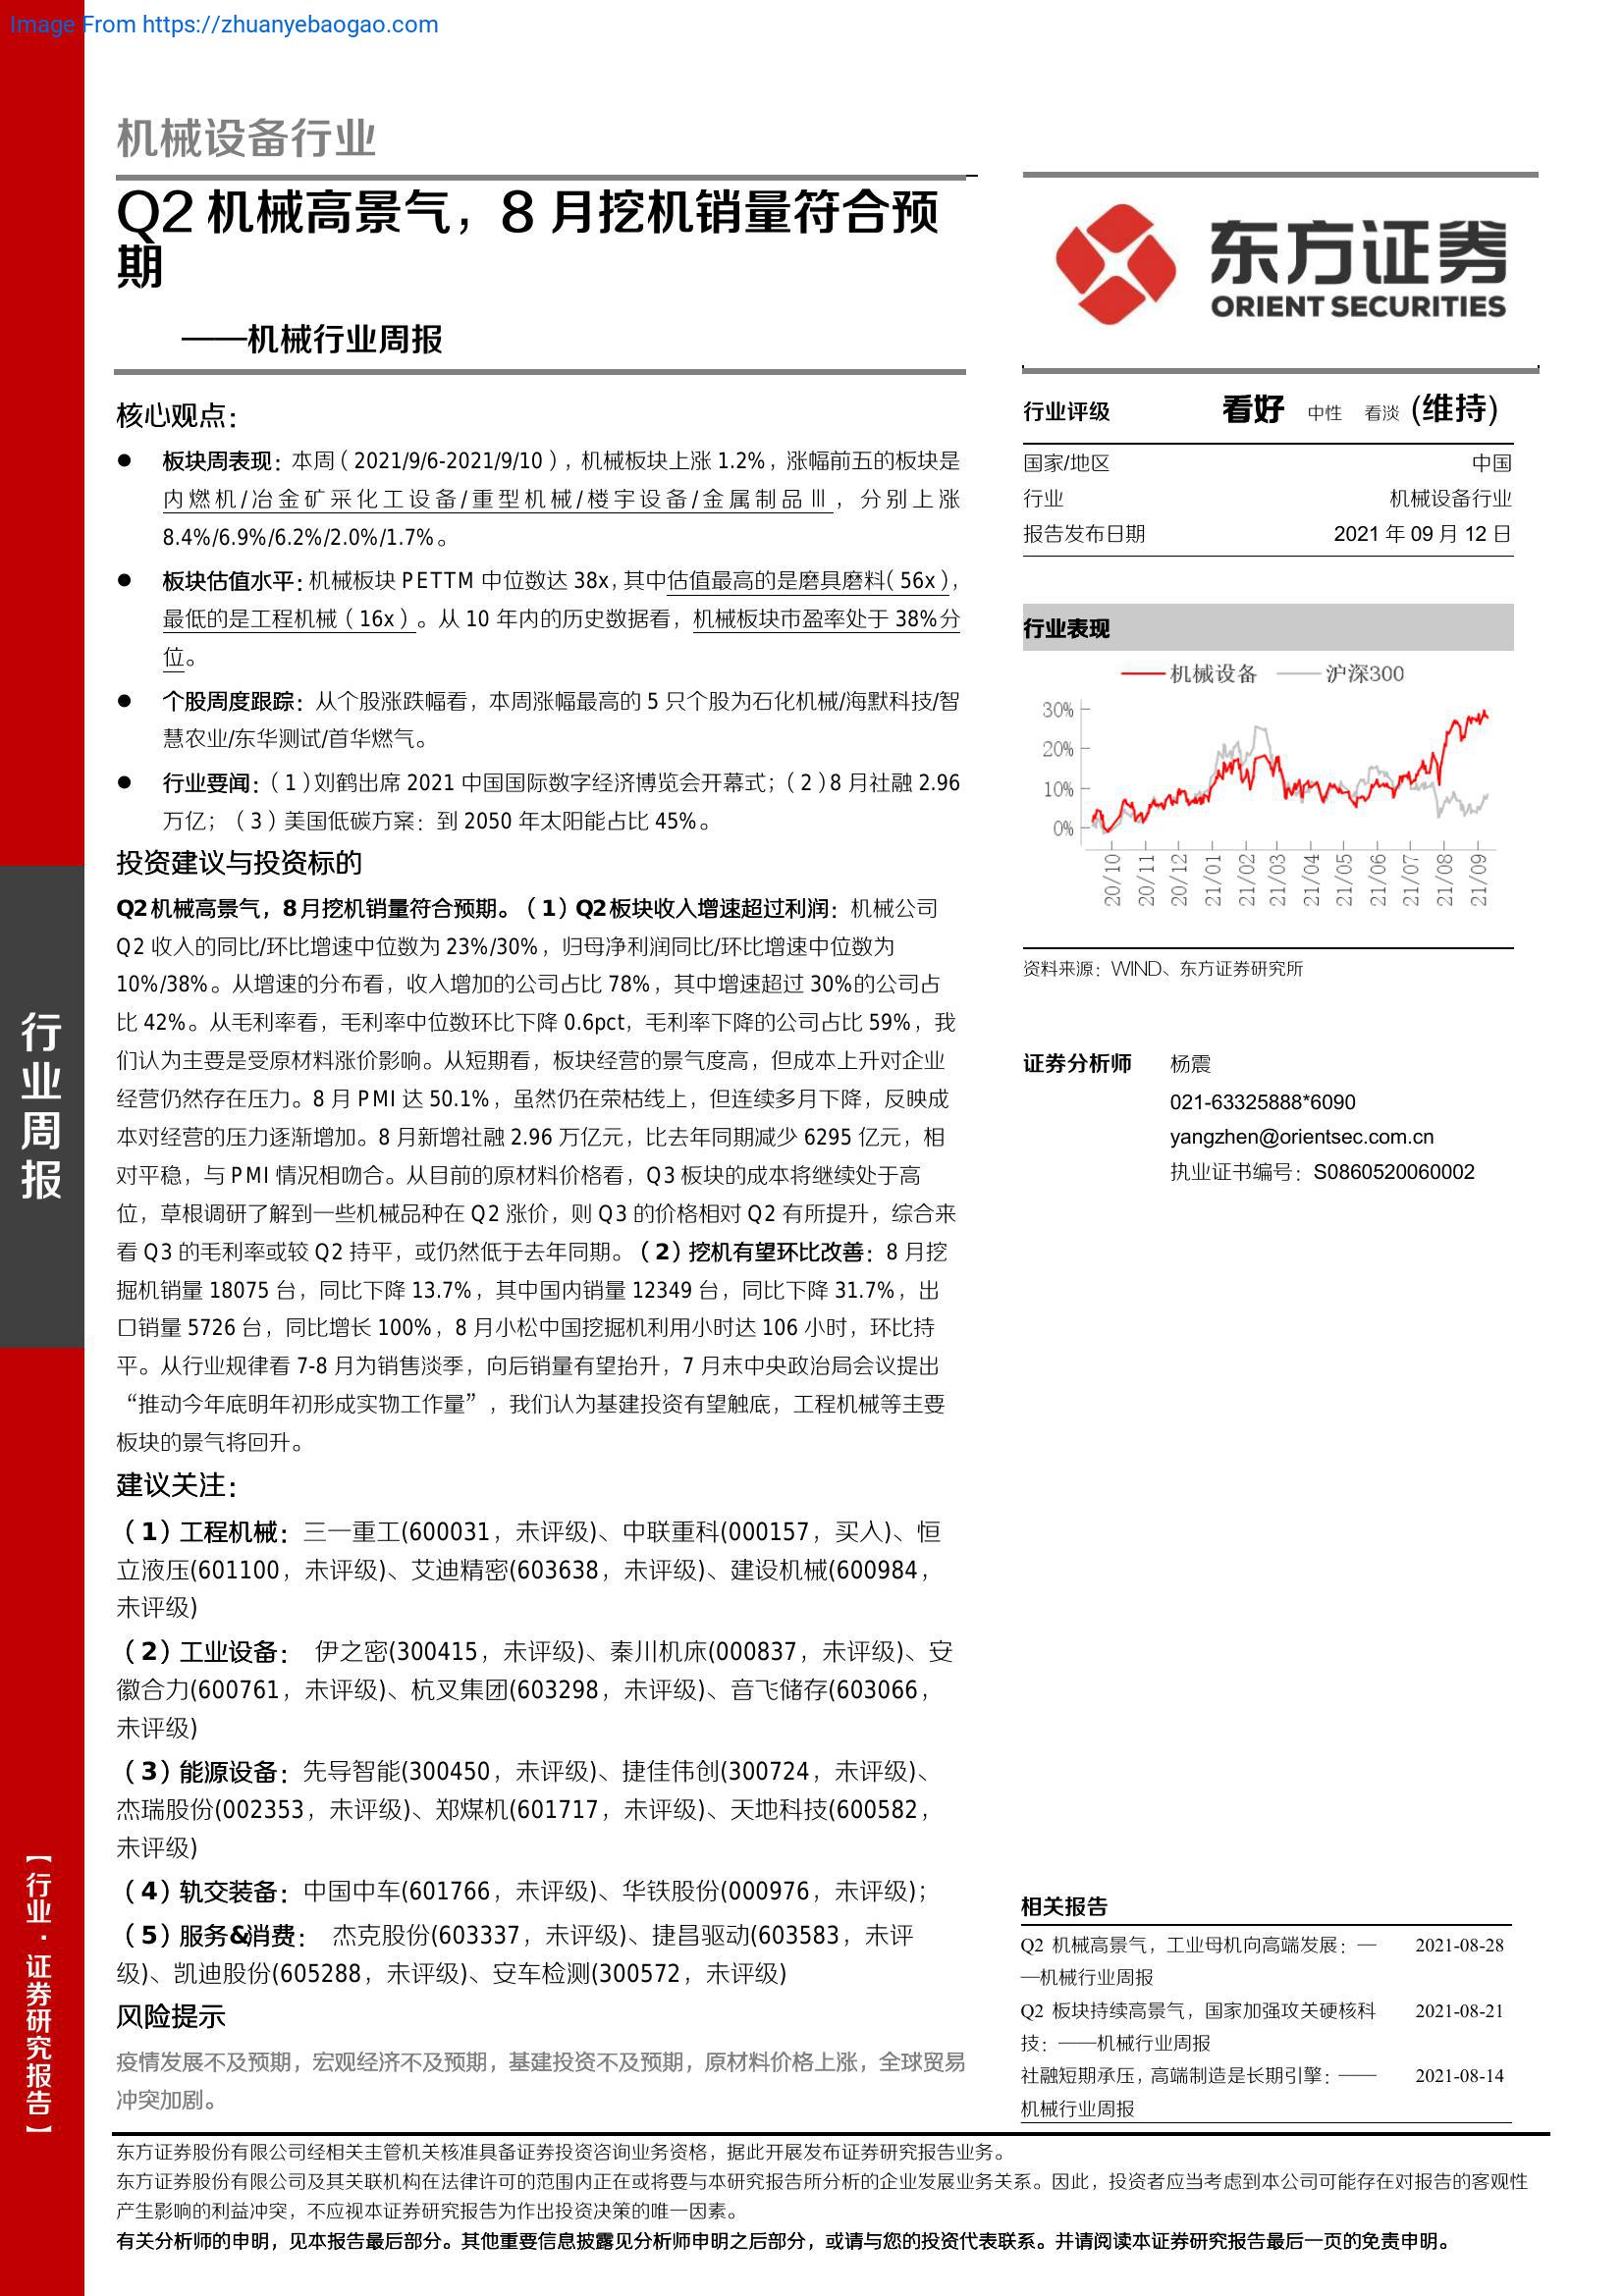 Image From https://zhuanyebaogao.com
机械设备行业
Q2 机械高景气，8 月挖机销量符合预
期
——机械行业周报
核心观点：
● 板块周表现：本周（2021/9/6-2021/9/10），机械板块上涨 1.2%，涨幅前五的板块是
内燃机/冶金矿采化工设备/重型机械/楼宇设备/金属制品Ⅲ，分别上涨
8.4%/6.9%/6.2%/2.0%/1.7%。
● 板块估值水平：机械板块 PETTM 中位数达 38x，其中估值最高的是磨具磨料（56x），
最低的是工程机械（16x）。从 10 年内的历史数据看，机械板块市盈率处于 38%分
位。
● 个股周度跟踪：从个股涨跌幅看，本周涨幅最高的 5 只个股为石化机械/海默科技/智
慧农业/东华测试/首华燃气。
● 行业要闻：（1）刘鹤出席 2021 中国国际数字经济博览会开幕式；（2）8 月社融 2.96
万亿；（3）美国低碳方案：到 2050 年太阳能占比 45%。
投资建议与投资标的
Q2机械高景气，8月挖机销量符合预期。（1）Q2板块收入增速超过利润：机械公司
Q2 收入的同比/环比增速中位数为 23%/30%，归母净利润同比/环比增速中位数为
10%/38%。从增速的分布看，收入增加的公司占比 78%，其中增速超过 30%的公司占
比 42%。从毛利率看，毛利率中位数环比下降 0.6pct，毛利率下降的公司占比 59%，我
们认为主要是受原材料涨价影响。从短期看，板块经营的景气度高，但成本上升对企业
经营仍然存在压力。8 月 PMI 达 50.1%，虽然仍在荣枯线上，但连续多月下降，反映成
本对经营的压力逐渐增加。8 月新增社融 2.96 万亿元，比去年同期减少 6295 亿元，相
对平稳，与 PMI 情况相吻合。从目前的原材料价格看，Q3 板块的成本将继续处于高
位，草根调研了解到一些机械品种在 Q2 涨价，则 Q3 的价格相对 Q2 有所提升，综合来
看 Q3 的毛利率或较 Q2 持平，或仍然低于去年同期。（2）挖机有望环比改善：8 月挖
掘机销量 18075 台，同比下降 13.7%，其中国内销量 12349 台，同比下降 31.7%，出
口销量 5726 台，同比增长 100%，8 月小松中国挖掘机利用小时达 106 小时，环比持
平。从行业规律看 7-8 月为销售淡季，向后销量有望抬升，7 月末中央政治局会议提出
“推动今年底明年初形成实物工作量”，我们认为基建投资有望触底，工程机械等主要
板块的景气将回升。
建议关注：
（1）工程机械：三一重工(600031，未评级)、中联重科(000157，买入)、恒
立液压(601100，未评级)、艾迪精密(603638，未评级)、建设机械(600984，
未评级)
（2）工业设备： 伊之密(300415，未评级)、秦川机床(000837，未评级)、安
徽合力(600761，未评级)、杭叉集团(603298，未评级)、音飞储存(603066，
未评级)
（3）能源设备：先导智能(300450，未评级)、捷佳伟创(300724，未评级)、
杰瑞股份(002353，未评级)、郑煤机(601717，未评级)、天地科技(600582，
未评级)
（4）轨交装备：中国中车(601766，未评级)、华铁股份(000976，未评级)；
（5）服务&消费： 杰克股份(603337，未评级)、捷昌驱动(603583，未评
级)、凯迪股份(605288，未评级)、安车检测(300572，未评级)
风险提示
疫情发展不及预期，宏观经济不及预期，基建投资不及预期，原材料价格上涨，全球贸易
冲突加剧。
东方证券
ORIENT SECURITIES
行业评级 看好 中性 看淡 (维持)
国家/地区 中国
行业 机械设备行业
报告发布日期 2021 年 09 月 12 日
行业表现
机械设备 沪深300
30%
20%
10%
0%
20/10 20/11 20/12 21/01 21/02 21/03 21/04 21/05 21/06 21/07 21/08 21/09
资料来源：WIND、东方证券研究所
证券分析师 杨震
021-63325888*6090
yangzhen@orientsec.com.cn
执业证书编号：S0860520060002
相关报告
Q2 机械高景气，工业母机向高端发展：— 2021-08-28
—机械行业周报
Q2 板块持续高景气，国家加强攻关硬核科 2021-08-21
技：——机械行业周报
社融短期承压，高端制造是长期引擎：—— 2021-08-14
机械行业周报
行业周报
【行业·证券研究报告】
东方证券股份有限公司经相关主管机关核准具备证券投资咨询业务资格，据此开展发布证券研究报告业务。
东方证券股份有限公司及其关联机构在法律许可的范围内正在或将要与本研究报告所分析的企业发展业务关系。因此，投资者应当考虑到本公司可能存在对报告的客观性
产生影响的利益冲突，不应视本证券研究报告为作出投资决策的唯一因素。
有关分析师的申明，见本报告最后部分。其他重要信息披露见分析师申明之后部分，或请与您的投资代表联系。并请阅读本证券研究报告最后一页的免责申明。